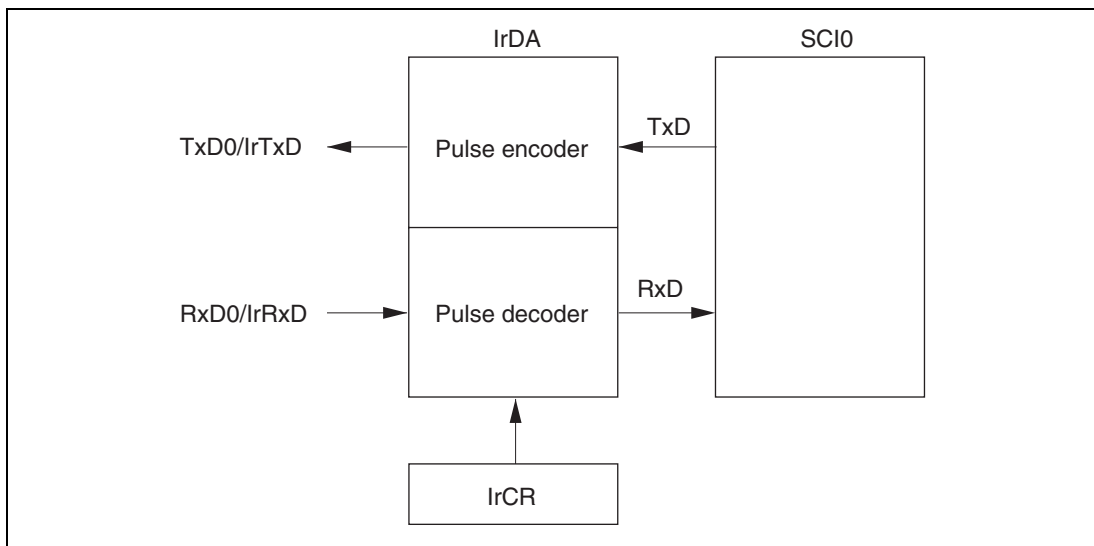 IrDA
SCI0
TxD0/IrTxD
Pulse encoder
TxD
RxD0/IrRxD
Pulse decoder
RxD
IrCR